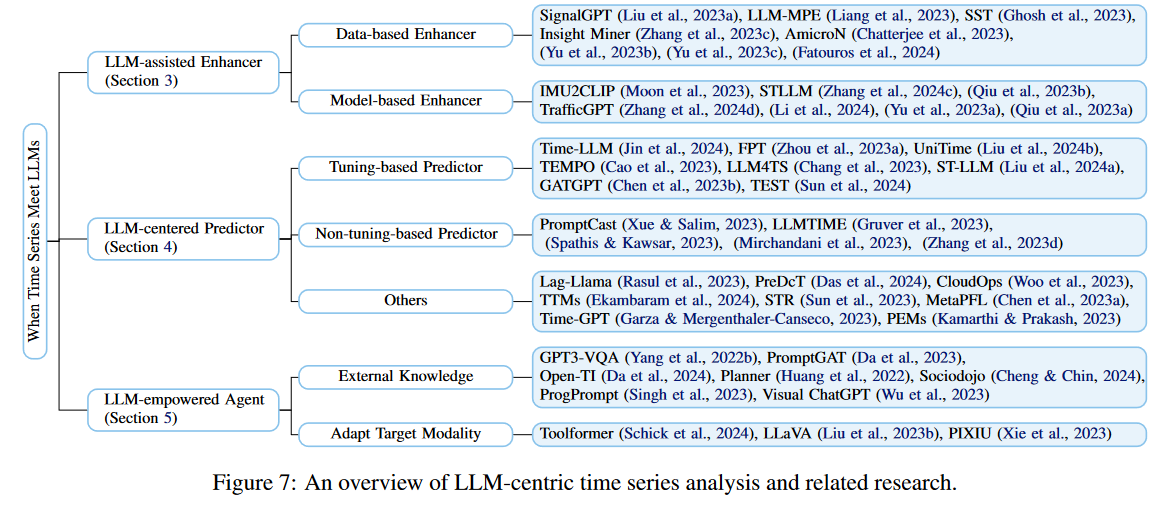 When Time Series Meet LLMs
LLM-assisted Enhancer
(Section 3)
Data-based Enhancer
SignalGPT (Liu et al., 2023a), LLM-MPE (Liang et al., 2023), SST (Ghosh et al., 2023),
Insight Miner (Zhang et al., 2023c), AmicroN (Chatterjee et al., 2023),
(Yu et al., 2023b), (Yu et al., 2023c), (Fatouros et al., 2024)
Model-based Enhancer
IMU2CLIP (Moon et al., 2023), STLLM (Zhang et al., 2024c), (Qiu et al., 2023b),
TrafficGPT (Zhang et al., 2024d), (Li et al., 2024), (Yu et al., 2023a), (Qiu et al., 2023a)
LLM-centered Predictor
(Section 4)
Tuning-based Predictor
Time-LLM (Jin et al., 2024), FPT (Zhou et al., 2023a), UniTime (Liu et al., 2024b),
TEMPO (Cao et al., 2023), LLM4TS (Chang et al., 2023), ST-LLM (Liu et al., 2024a),
GATGPT (Chen et al., 2023b), TEST (Sun et al., 2024)
Non-tuning-based Predictor
PromptCast (Xue & Salim, 2023), LLMTIME (Gruver et al., 2023),
(Spathis & Kawsar, 2023), (Mirchandani et al., 2023), (Zhang et al., 2023d)
Others
Lag-Llama (Rasul et al., 2023), PreDcT (Das et al., 2024), CloudOps (Woo et al., 2023),
TTMs (Ekambaram et al., 2024), STR (Sun et al., 2023), MetaPFL (Chen et al., 2023a),
Time-GPT (Garza & Mergenthaler-Canseco, 2023), PEMs (Kamarthi & Prakash, 2023)
LLM-empowered Agent
(Section 5)
External Knowledge
GPT3-VQA (Yang et al., 2022b), PromptGAT (Da et al., 2023),
Open-TI (Da et al., 2024), Planner (Huang et al., 2022), Sociodojo (Cheng & Chin, 2024),
ProgPrompt (Singh et al., 2023), Visual ChatGPT (Wu et al., 2023)
Adapt Target Modality
Toolformer (Schick et al., 2024), LLaVA (Liu et al., 2023b), PIXIU (Xie et al., 2023)
Figure 7: An overview of LLM-centric time series analysis and related research.